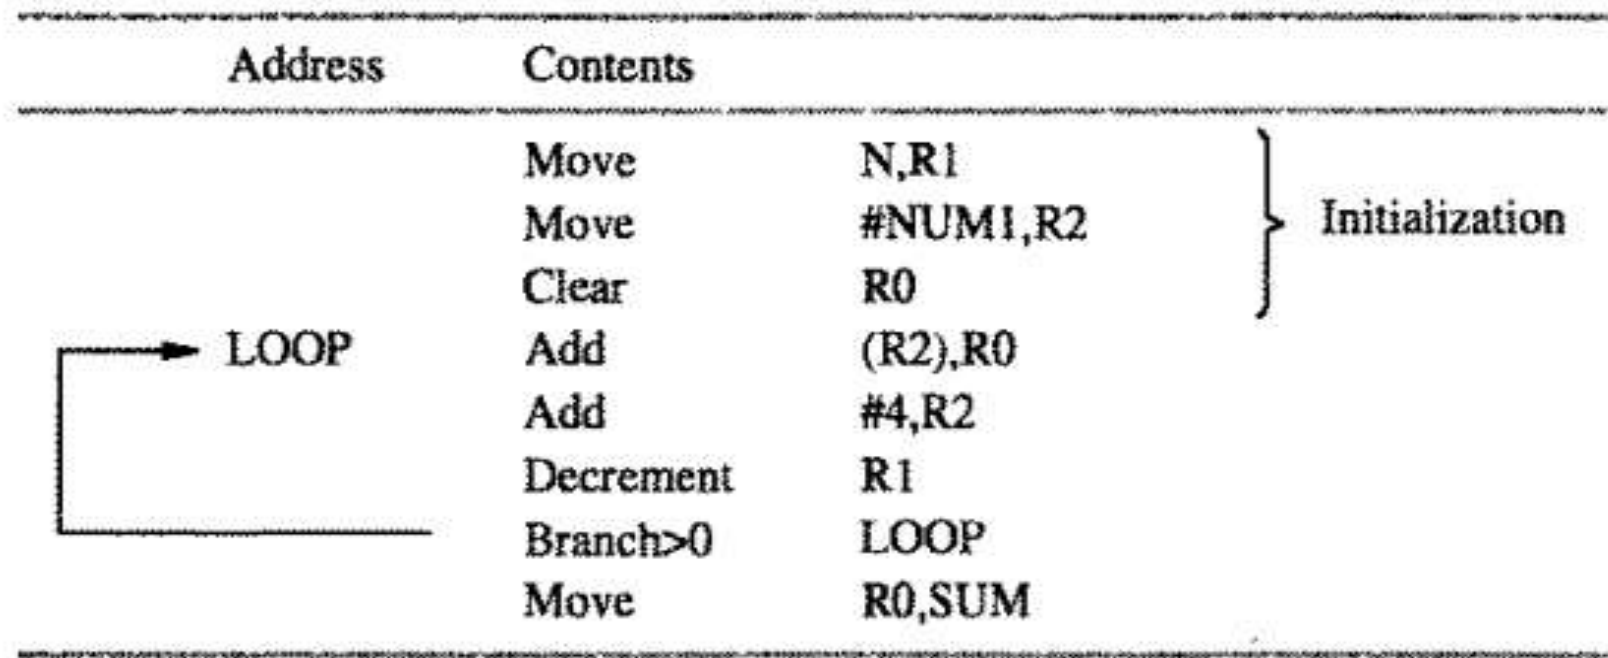 Address Contents
Move N,R1
Move #NUM1,R2
Initialization
Clear R0
LOOP Add (R2),R0
Add #4,R2
Decrement R1
Branch>0 LOOP
Move R0,SUM